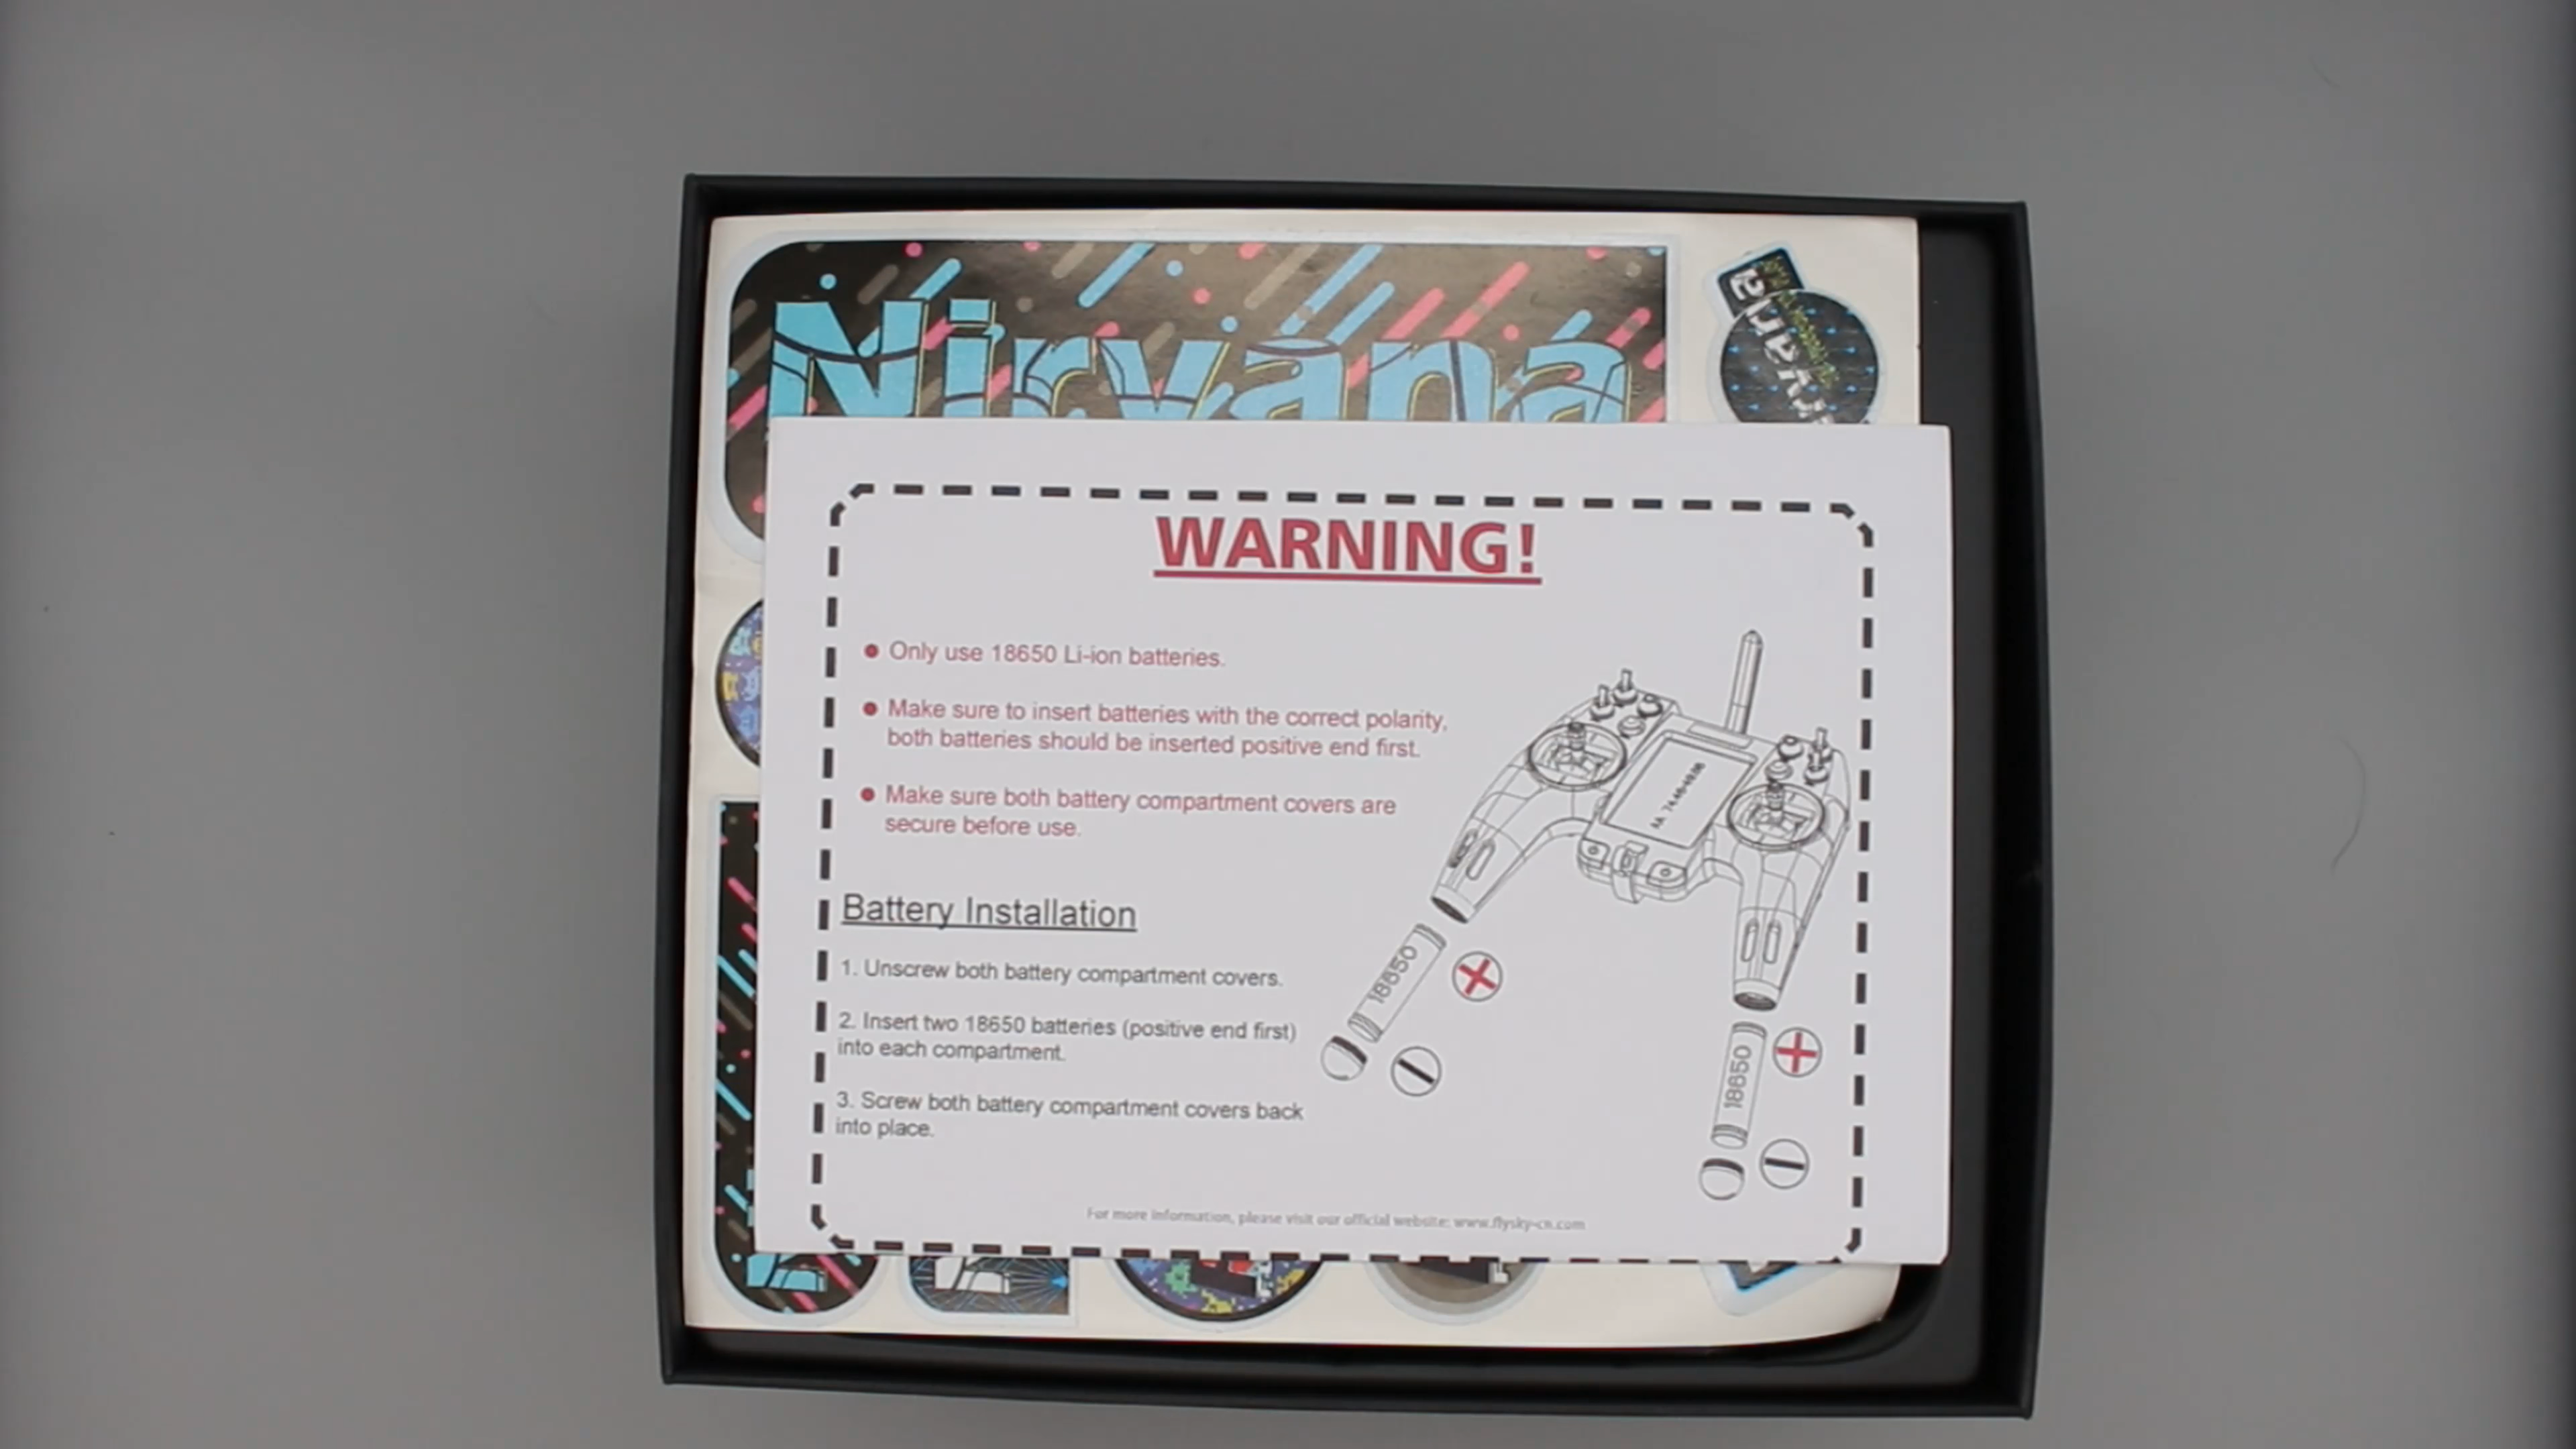 Nirvana
WARNING!
Only use 18650 Li-ion batteries.
Make sure to insert batteries with the correct polarity,
both batteries should be inserted positive end first.
Make sure both battery compartment covers are
secure before use.
Battery Installation
1. Unscrew both battery compartment covers.
2. Insert two 18650 batteries (positive end first)
into each compartment.
3. Screw both battery compartment covers back
into place.
18650
18650
For more information, please visit our official website: www.flysky-cn.com